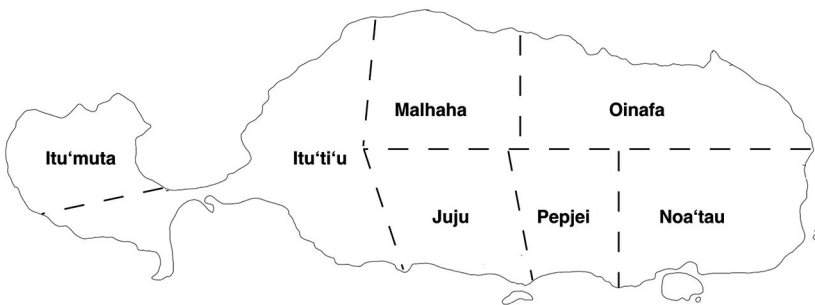 Malhaha
Oinafa
Itu‘muta
Itu‘ti‘u
Juju
Pepjei
Noa‘tau